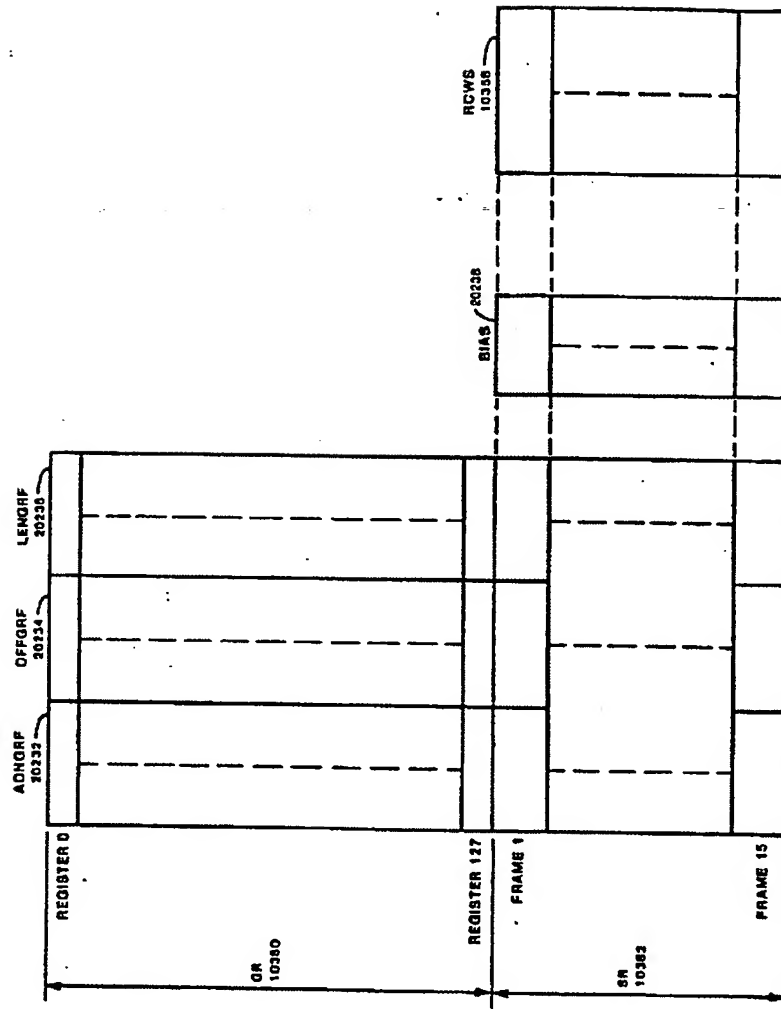 ADNGRF
20232
OFFGRF
20234
LENGRF
20236
REGISTER 0
GR
10360
REGISTER 127
BIAS
20238
RCWS
10358
FRAME 1
SR
10362
FRAME 15